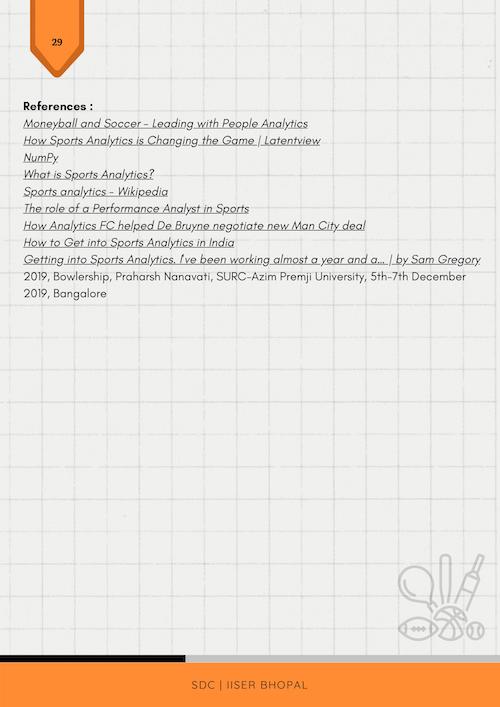 29
References :
Moneyball and Soccer - Leading with People Analytics
How Sports Analytics is Changing the Game | Latentview
NumPy
What is Sports Analytics?
Sports analytics - Wikipedia
The role of a Performance Analyst in Sports
How Analytics FC helped De Bruyne negotiate new Man City deal
How to Get into Sports Analytics in India
Getting into Sports Analytics. I've been working almost a year and a... | by Sam Gregory
2019, Bowlership, Praharsh Nanavati, SURC-Azim Premji University, 5th-7th December
2019, Bangalore
SDC | IISER BHOPAL